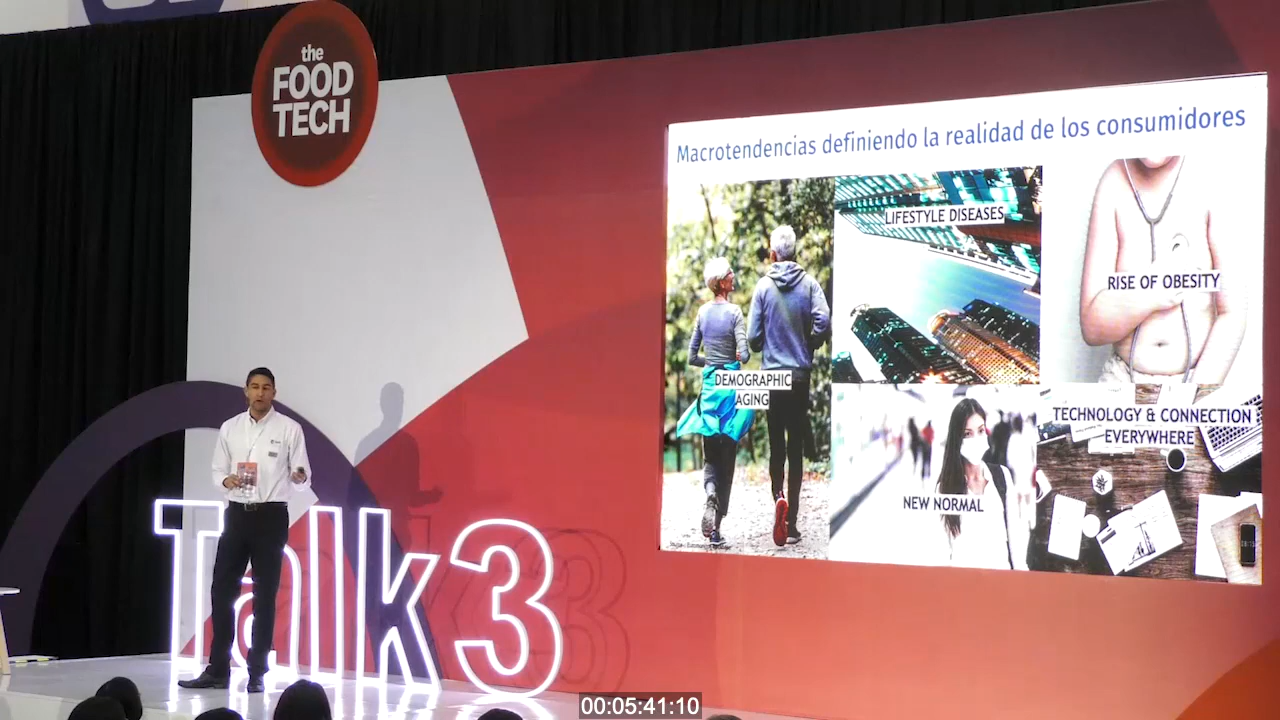 the
FOOD
TECH
Macrotendencias definiendo la realidad de los consumidores
LIFESTYLE DISEASES
RISE OF OBESITY
DEMOGRAPHIC
AGING
TECHNOLOGY & CONNECTION
EVERYWHERE
NEW NORMAL
Talk3
00:05:41:10